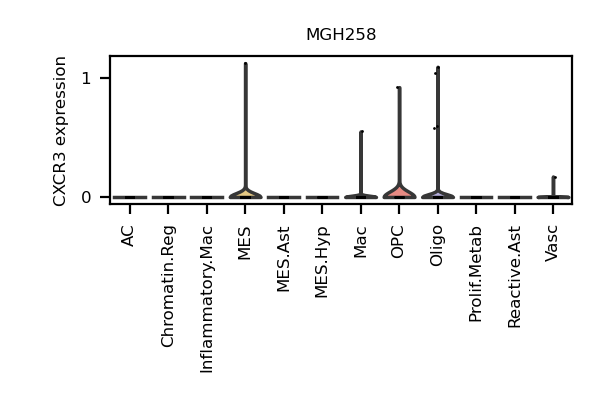 MGH258
CXCR3 expression
1
0
AC
Chromatin.Reg
Inflammatory.Mac
MES
MES.Ast
MES.Hyp
Mac
OPC
Oligo
Prolif.Metab
Reactive.Ast
Vasc